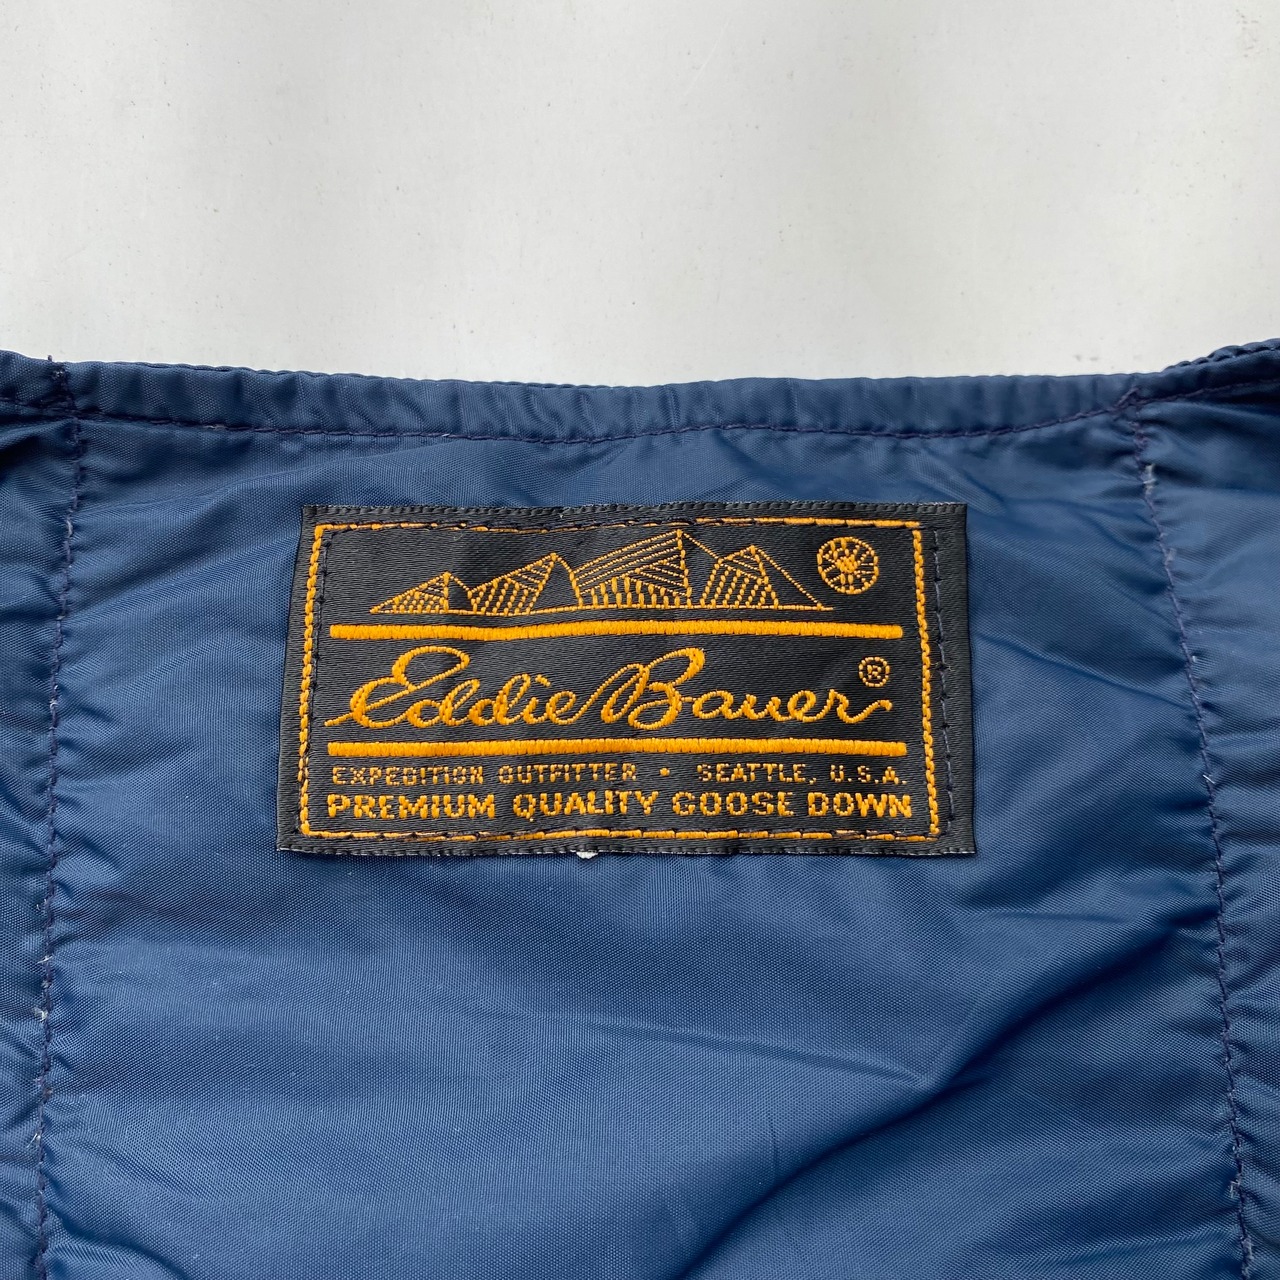 Eddie Bauer ®
EXPEDITION OUTFITTER · SEATTLE, U.S.A.
PREMIUM QUALITY GOOSE DOWN